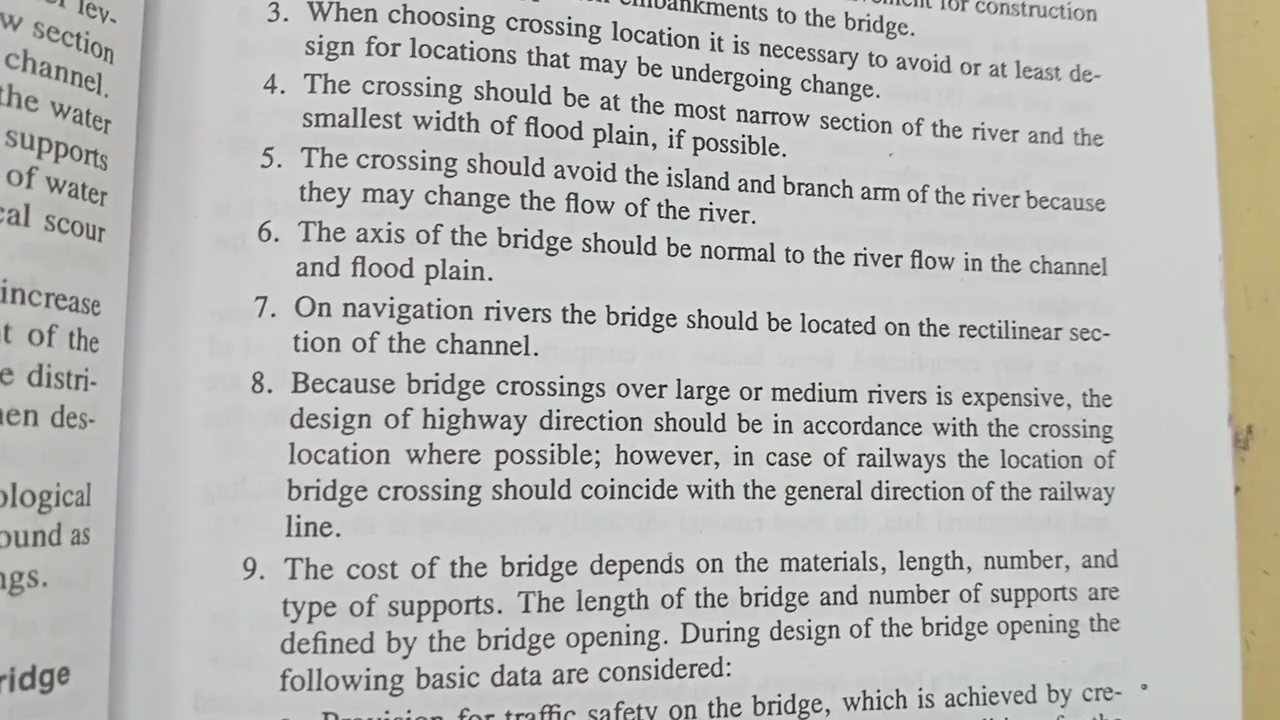 lev-
section
channel.
the water
supports
of water
scour
increase
of the
distri-
des-
as
ment for construction
embankments to the bridge.
3. When choosing crossing location it is necessary to avoid or at least de-
sign for locations that may be undergoing change.
4. The crossing should be at the most narrow section of the river and the
smallest width of flood plain, if possible.
5. The crossing should avoid the island and branch arm of the river because
they may change the flow of the river.
6. The axis of the bridge should be normal to the river flow in the channel
and flood plain.
7. On navigation rivers the bridge should be located on the rectilinear sec-
tion of the channel.
8. Because bridge crossings over large or medium rivers is expensive, the
design of highway direction should be in accordance with the crossing
location where possible; however, in case of railways the location of
bridge crossing should coincide with the general direction of the railway
line.
9. The cost of the bridge depends on the materials, length, number, and
type of supports. The length of the bridge and number of supports are
defined by the bridge opening. During design of the bridge opening the
following basic data are considered:
Provision for traffic safety on the bridge, which is achieved by cre-